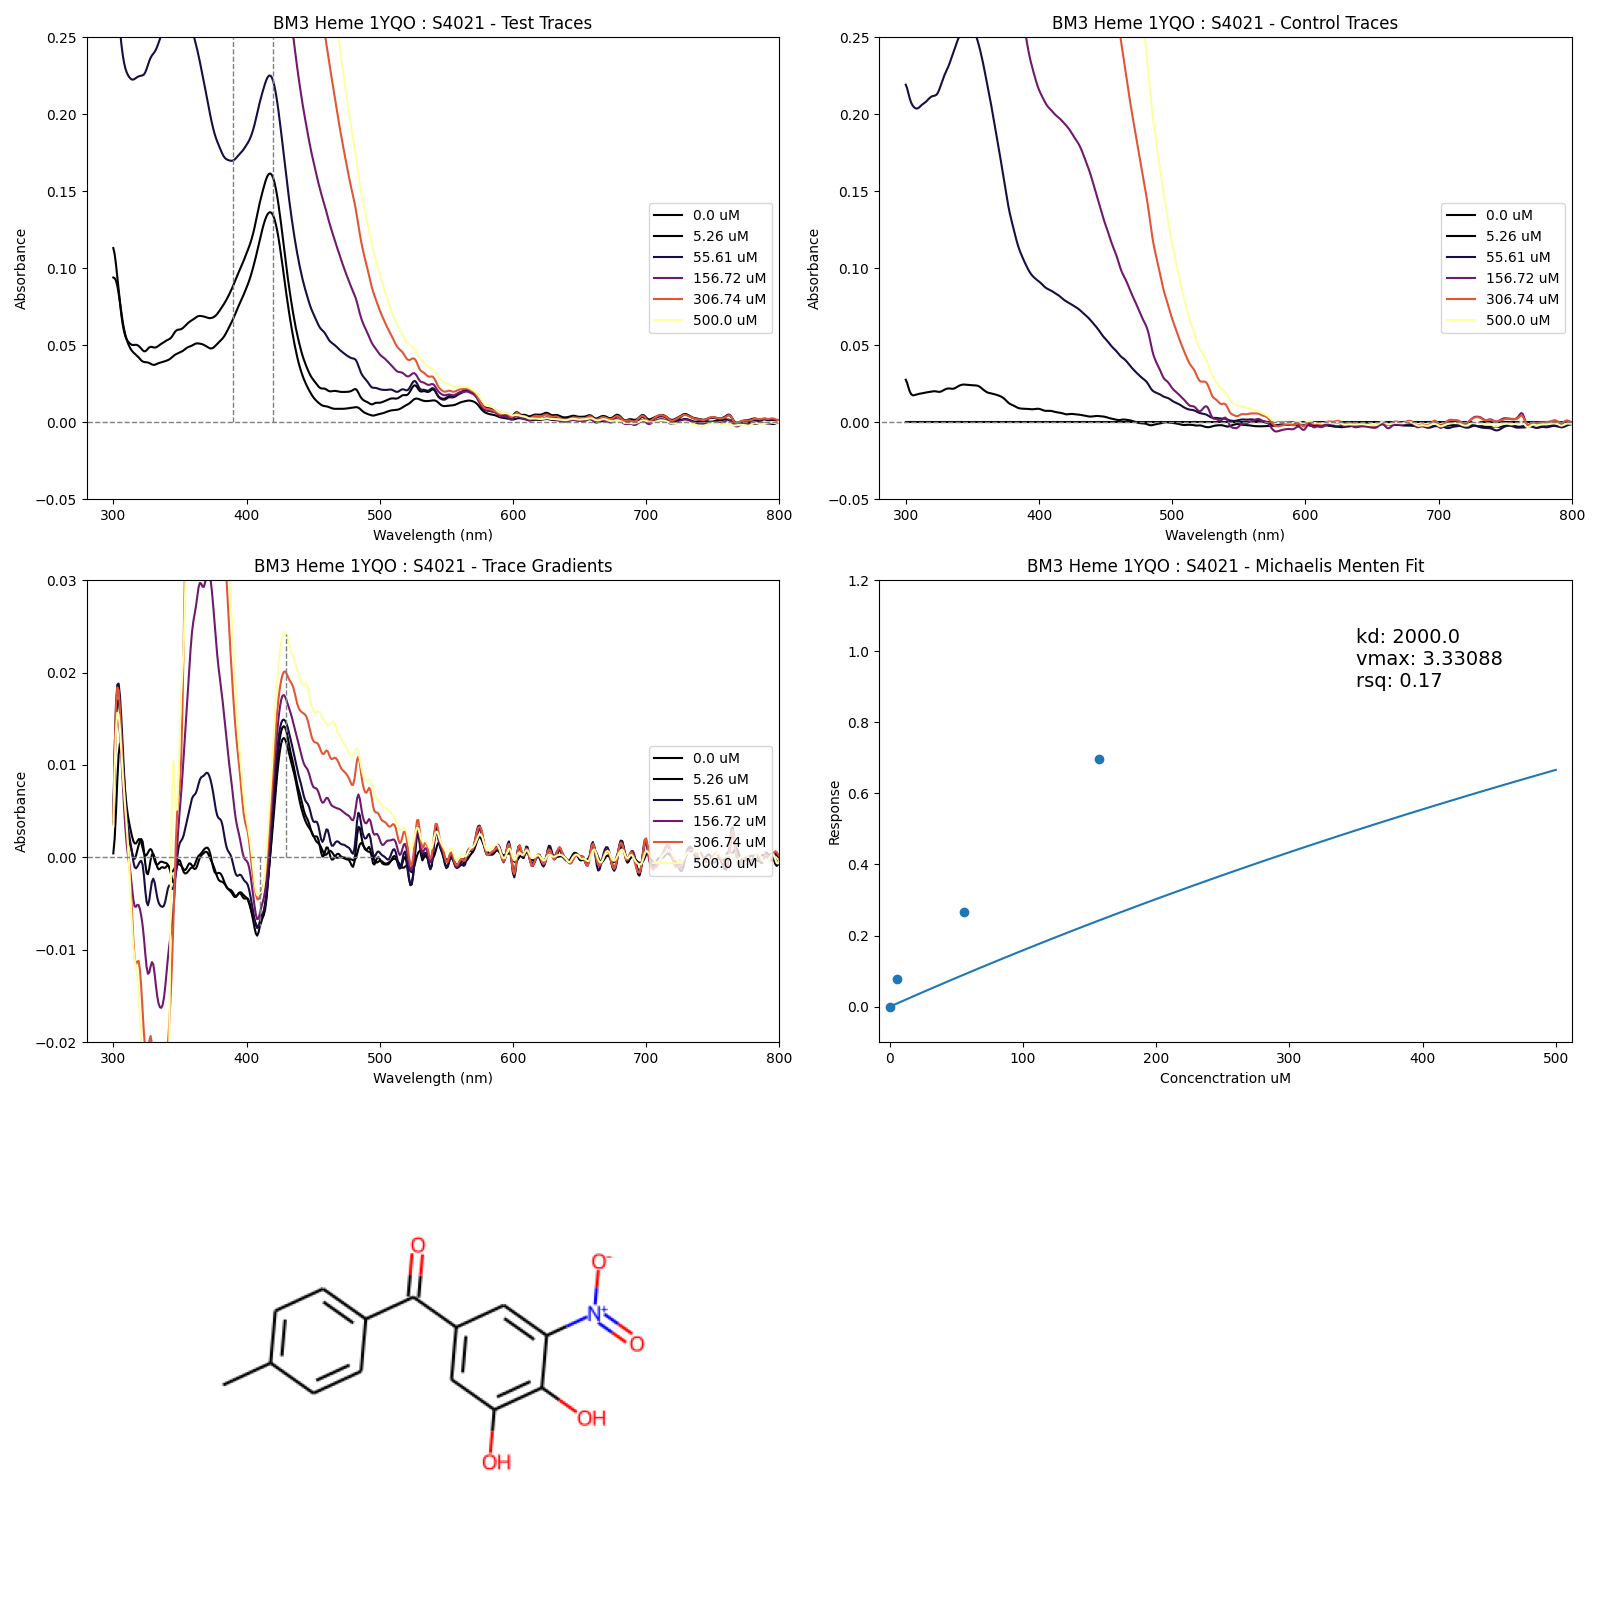 BM3 Heme 1YQO : S4021 - Test Traces
0.25
0.20
0.15
0.10
0.05
0.00
−0.05
Absorbance
300 400 500 600 700 800
Wavelength (nm)
0.0 uM
5.26 uM
55.61 uM
156.72 uM
306.74 uM
500.0 uM
BM3 Heme 1YQO : S4021 - Control Traces
0.25
0.20
0.15
0.10
0.05
0.00
−0.05
Absorbance
300 400 500 600 700 800
Wavelength (nm)
0.0 uM
5.26 uM
55.61 uM
156.72 uM
306.74 uM
500.0 uM
BM3 Heme 1YQO : S4021 - Trace Gradients
0.03
0.02
0.01
0.00
−0.01
−0.02
Absorbance
300 400 500 600 700 800
Wavelength (nm)
0.0 uM
5.26 uM
55.61 uM
156.72 uM
306.74 uM
500.0 uM
BM3 Heme 1YQO : S4021 - Michaelis Menten Fit
1.2
1.0
0.8
0.6
0.4
0.2
0.0
Response
0 100 200 300 400 500
Concenctration uM
kd: 2000.0
vmax: 3.33088
rsq: 0.17
O
O⁻
N⁺
O
OH
OH